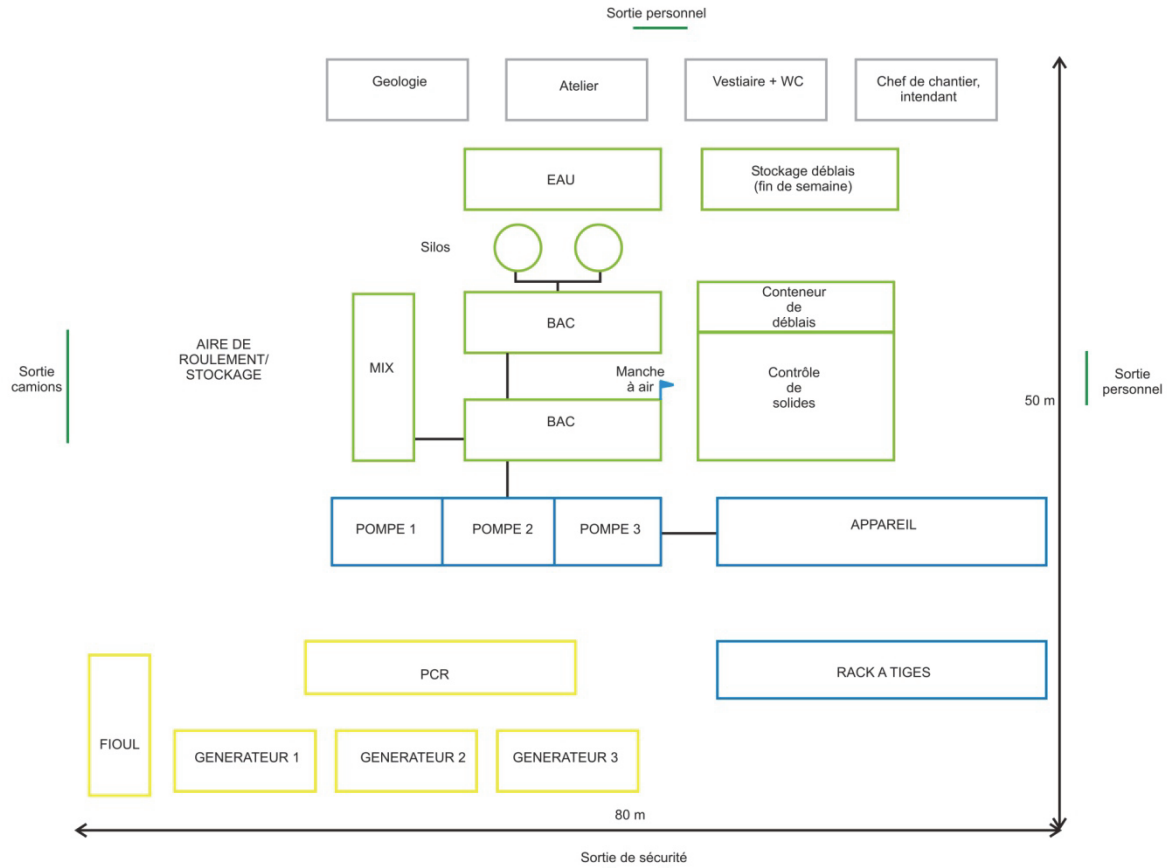 Sortie personnel
Geologie
Atelier
Vestiaire + WC
Chef de chantier,
intendant
EAU
Stockage déblais
(fin de semaine)
Silos
Conteneur
de
déblais
BAC
AIRE DE
ROULEMENT/
STOCKAGE
MIX
Manche
à air
Contrôle
de
solides
Sortie
camions
Sortie
personnel
50 m
BAC
POMPE 1
POMPE 2
POMPE 3
APPAREIL
PCR
RACK A TIGES
FIOUL
GENERATEUR 1
GENERATEUR 2
GENERATEUR 3
80 m
Sortie de sécurité